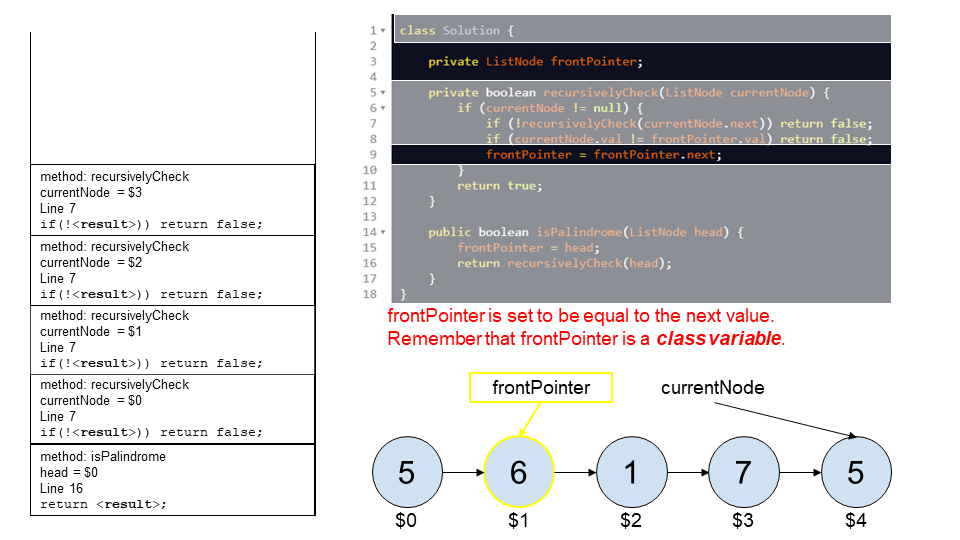 method: recursivelyCheck
currentNode = $3
Line 7
if(!<result>)) return false;
method: recursivelyCheck
currentNode = $2
Line 7
if(!<result>)) return false;
method: recursivelyCheck
currentNode = $1
Line 7
if(!<result>)) return false;
method: recursivelyCheck
currentNode = $0
Line 7
if(!<result>)) return false;
method: isPalindrome
head = $0
Line 16
return <result>;
1 class Solution {
2
3 private ListNode frontPointer;
4
5 private boolean recursivelyCheck(ListNode currentNode) {
6 if (currentNode != null) {
7 if (!recursivelyCheck(currentNode.next)) return false;
8 if (currentNode.val != frontPointer.val) return false;
9 frontPointer = frontPointer.next;
10 }
11 return true;
12 }
13
14 public boolean isPalindrome(ListNode head) {
15 frontPointer = head;
16 return recursivelyCheck(head);
17 }
18 }
frontPointer is set to be equal to the next value.
Remember that frontPointer is a class variable.
frontPointer currentNode
5 6 1 7 5
$0 $1 $2 $3 $4